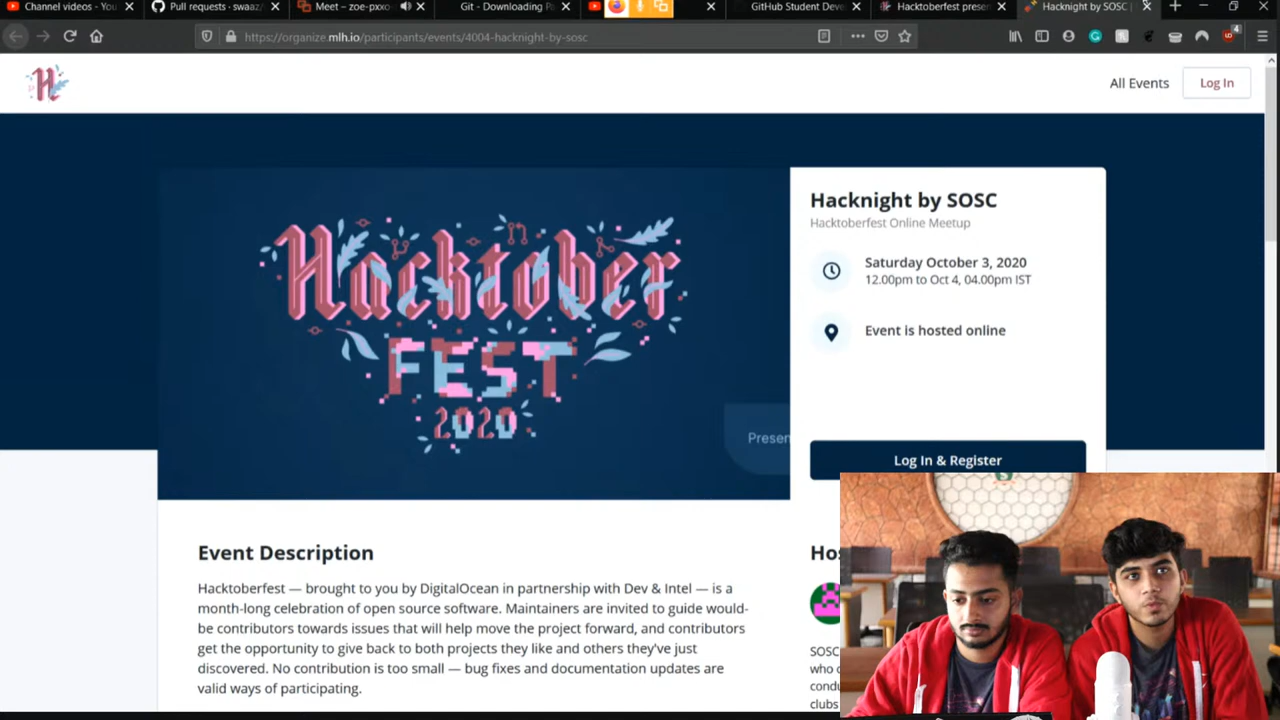 Channel videos - You
Pull requests - swaaz/
Meet – zoe-pxxo-
Git - Downloading P
GitHub Student Deve
Hacktoberfest presen
Hacknight by SOSC |
https://organize.mlh.io/participants/events/4004-hacknight-by-sosc
4
H
All Events
Log In
Hacktober
FEST
2020
Presen
Hacknight by SOSC
Hacktoberfest Online Meetup
Saturday October 3, 2020
12.00pm to Oct 4, 04.00pm IST
Event is hosted online
Log In & Register
Event Description
Hacktoberfest — brought to you by DigitalOcean in partnership with Dev & Intel — is a
month-long celebration of open source software. Maintainers are invited to guide would-
be contributors towards issues that will help move the project forward, and contributors
get the opportunity to give back to both projects they like and others they've just
discovered. No contribution is too small — bug fixes and documentation updates are
valid ways of participating.
Ho
SOSC
who
condu
clubs